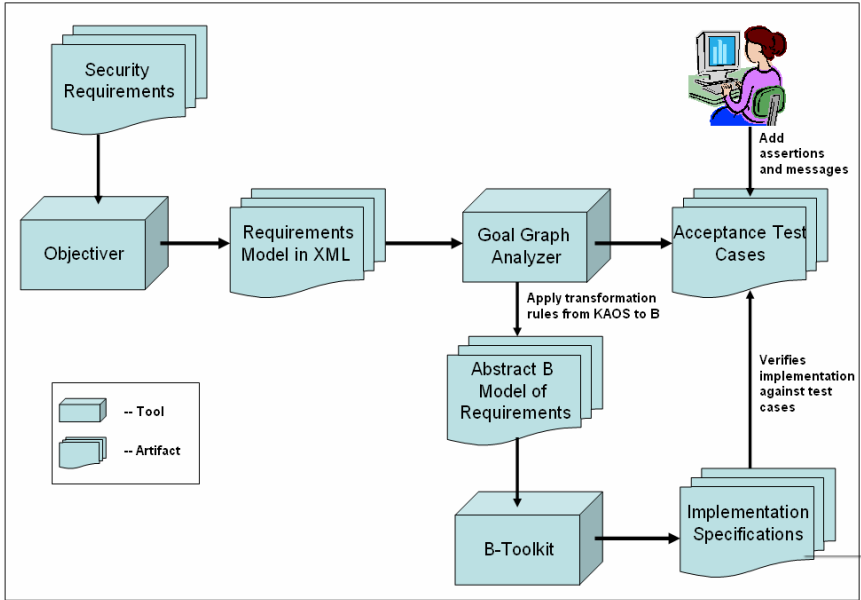 Security
Requirements
Add
assertions
and messages
Objectiver
Requirements
Model in XML
Goal Graph
Analyzer
Acceptance Test
Cases
Apply transformation
rules from KAOS to B
Abstract B
Model of
Requirements
Verifies
implementation
against test
cases
-- Tool
-- Artifact
B-Toolkit
Implementation
Specifications